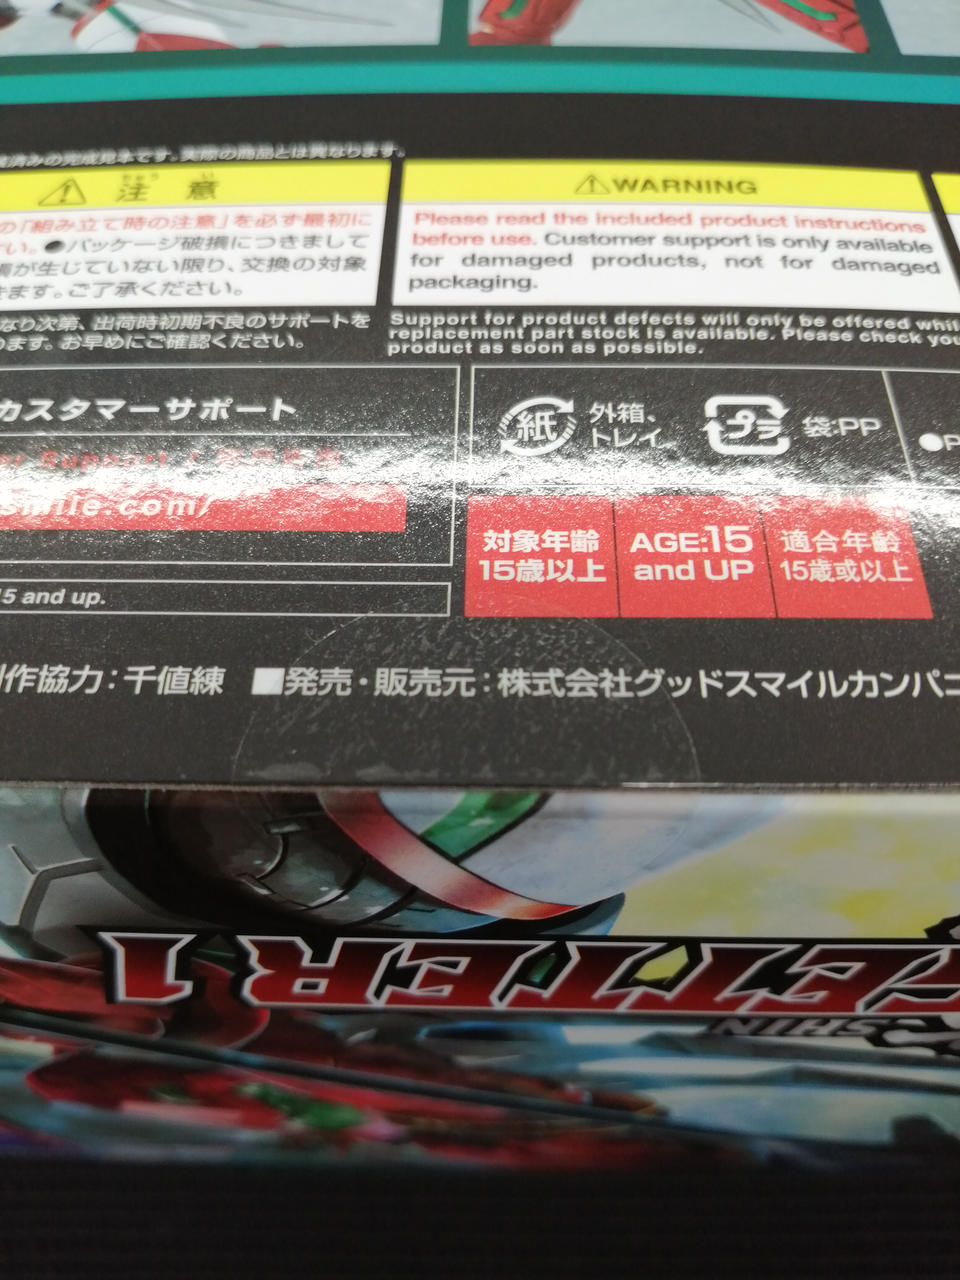 済みの完成見本です。実際の商品とは異なります。
注意
ちゅう い
の「組み立て時の注意」を必ず最初に
い。●パッケージ破損につきまして
が生じていない限り、交換の対象
きます。ご了承ください。
なり次第、出荷時初期不良のサポートを
ます。お早めにご確認ください。
WARNING
Please read the included product instructions
before use. Customer support is only available
for damaged products, not for damaged
packaging.
Support for product defects will only be offered whil
replacement part stock is available. Please check you
product as soon as possible.
カスタマーサポート
er Support /
smile.com/
紙
外箱、
トレイ
プラ
袋:PP
●P
対象年齢
15歳以上
AGE:15
and UP
適合年齢
15歳或以上
15 and up.
制作協力:千値練 ■発売・販売元:株式会社グッドスマイルカンパニ
GETTER 1
SHIN